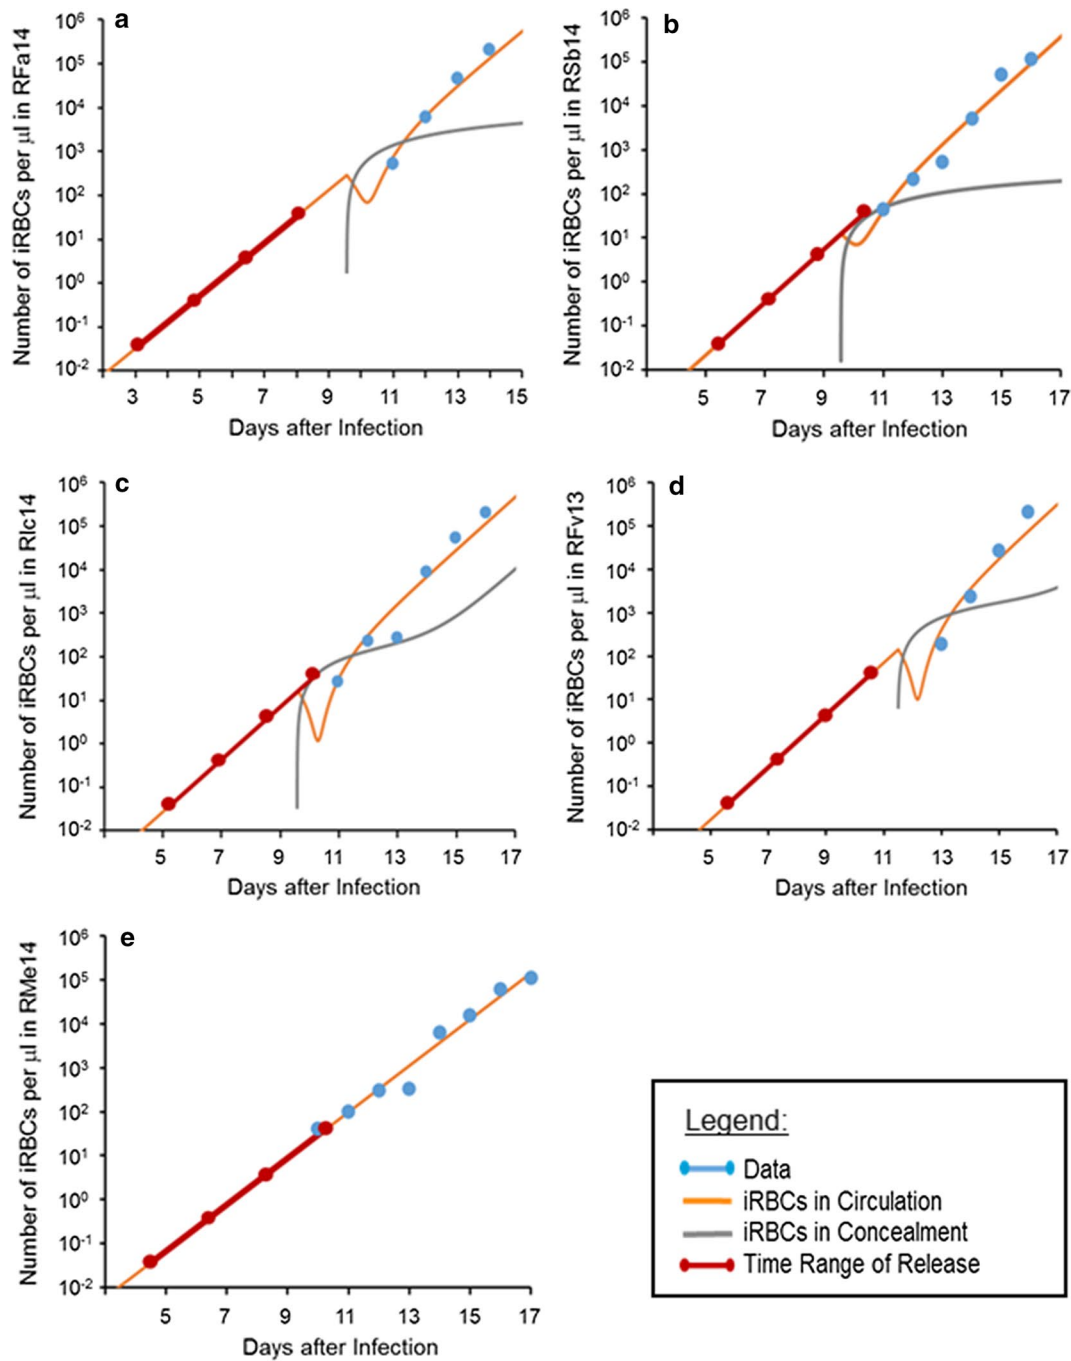 a
Number of iRBCs per µl in RFa14
10⁶
10⁵
10⁴
10³
10²
10¹
10⁰
10⁻¹
10⁻²
3 5 7 9 11 13 15
Days after Infection
b
Number of iRBCs per µl in RSb14
10⁶
10⁵
10⁴
10³
10²
10¹
10⁰
10⁻¹
10⁻²
5 7 9 11 13 15 17
Days after Infection
c
Number of iRBCs per µl in RIc14
10⁶
10⁵
10⁴
10³
10²
10¹
10⁰
10⁻¹
10⁻²
5 7 9 11 13 15 17
Days after Infection
d
Number of iRBCs per µl in RFv13
10⁶
10⁵
10⁴
10³
10²
10¹
10⁰
10⁻¹
10⁻²
5 7 9 11 13 15 17
Days after Infection
e
Number of iRBCs per µl in RMe14
10⁶
10⁵
10⁴
10³
10²
10¹
10⁰
10⁻¹
10⁻²
5 7 9 11 13 15 17
Days after Infection
Legend:
Data
iRBCs in Circulation
iRBCs in Concealment
Time Range of Release